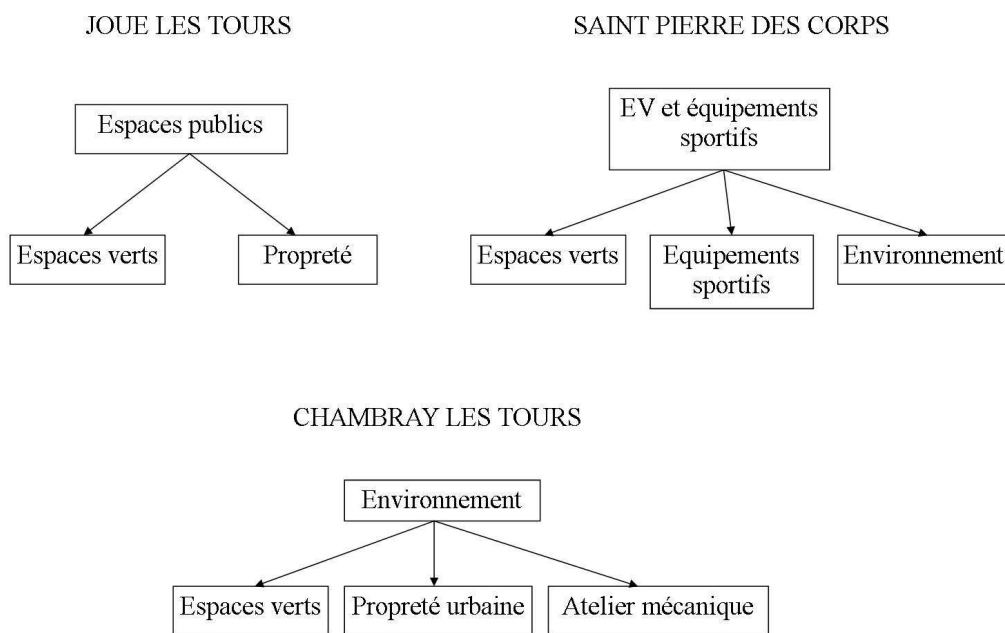 JOUE LES TOURS
Espaces publics
Espaces verts
Propreté
SAINT PIERRE DES CORPS
EV et équipements
sportifs
Espaces verts
Equipements
sportifs
Environnement
CHAMBRAY LES TOURS
Environnement
Espaces verts
Propreté urbaine
Atelier mécanique